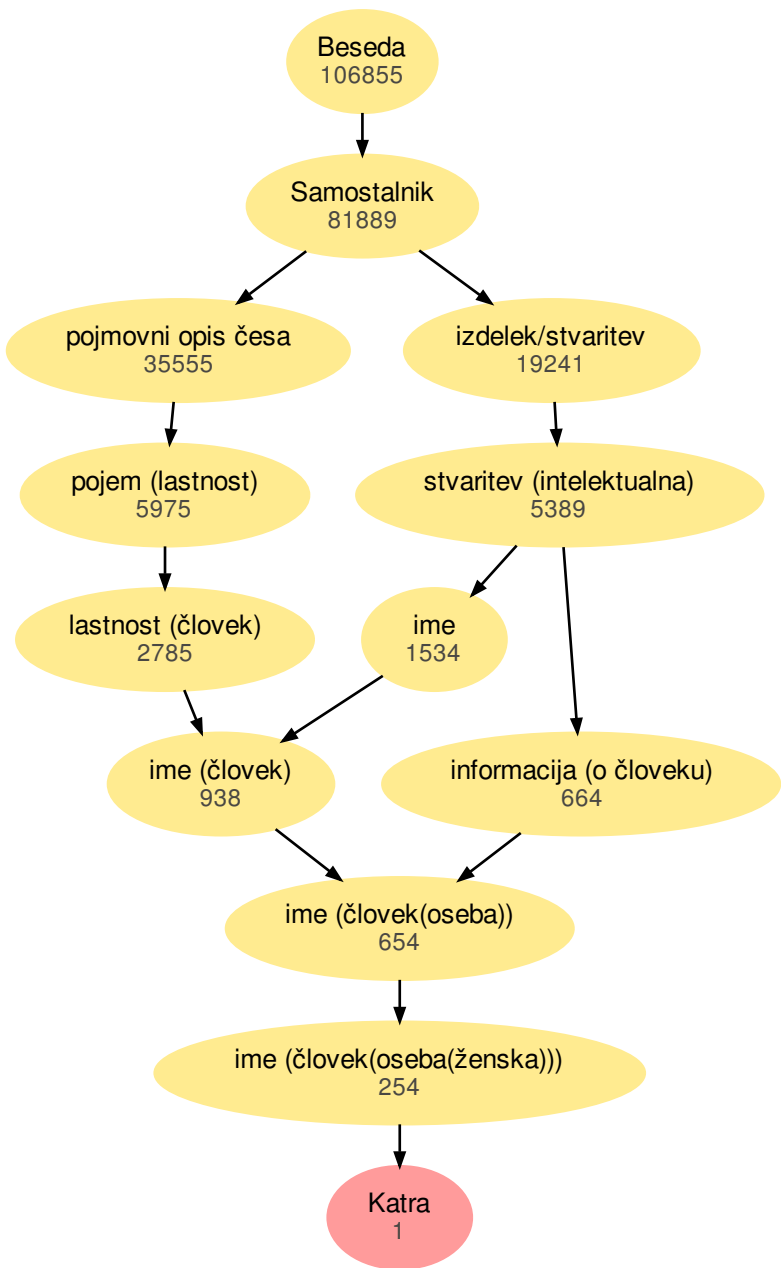 Beseda
106855
Samostalnik
81889
pojmovni opis česa
35555
izdelek/stvaritev
19241
pojem (lastnost)
5975
stvaritev (intelektualna)
5389
lastnost (človek)
2785
ime
1534
ime (človek)
938
informacija (o človeku)
664
ime (človek(oseba))
654
ime (človek(oseba(ženska)))
254
Katra
1